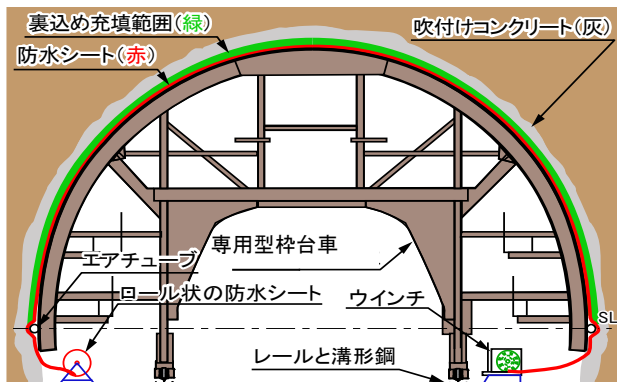 裏込め充填範囲(緑)
吹付けコンクリート(灰)
防水シート(赤)
専用型枠台車
エアチューブ
ロール状の防水シート
ウインチ
SL
レールと溝形鋼